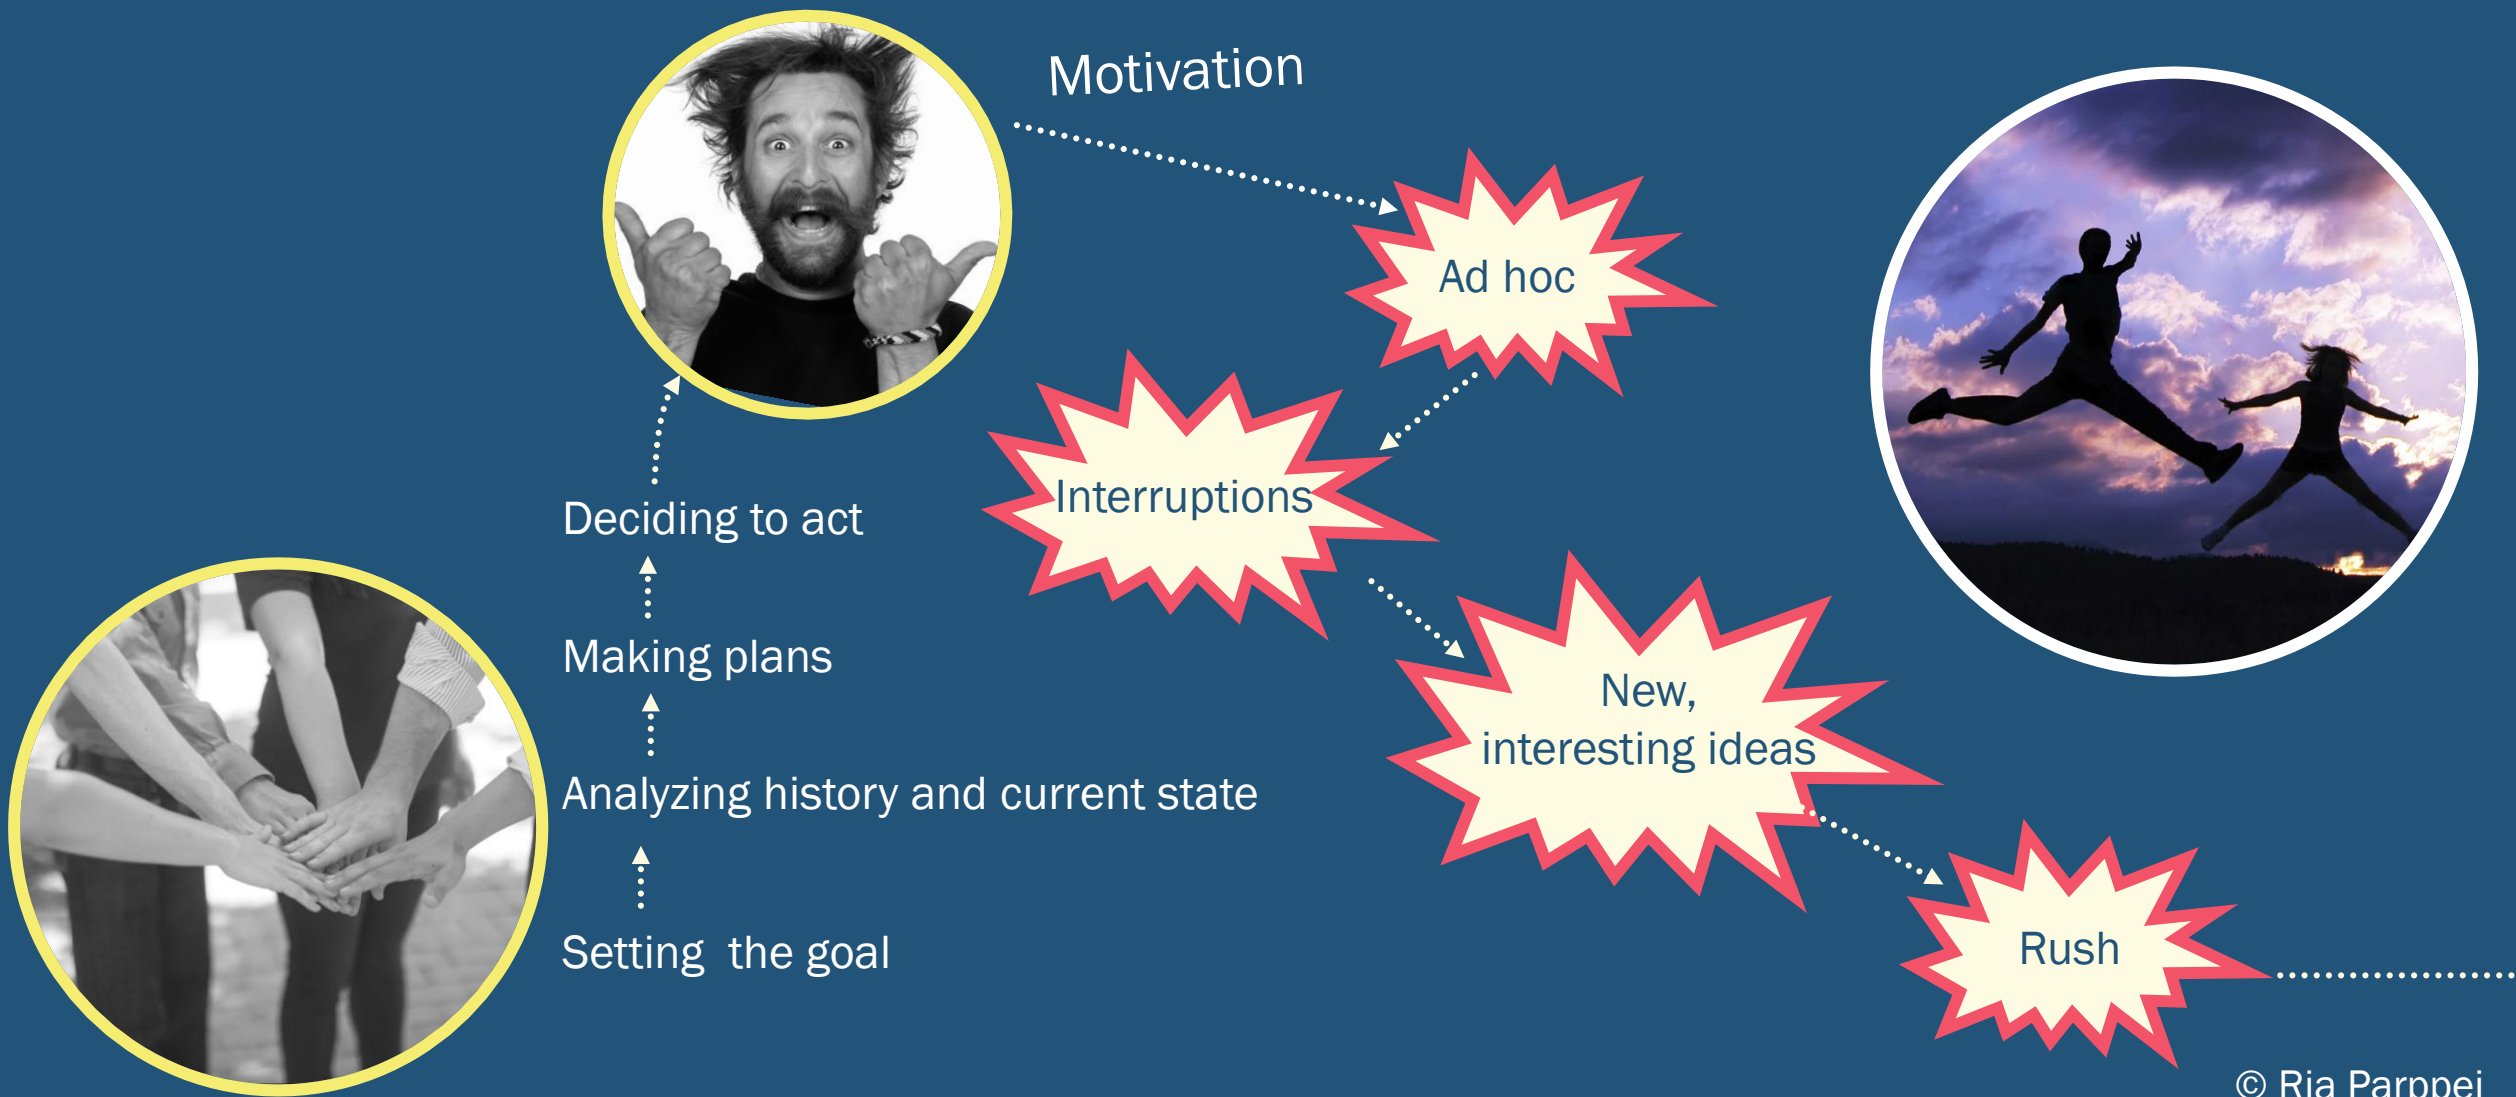 Motivation
Ad hoc
Interruptions
Deciding to act
Making plans
New,
interesting ideas
Analyzing history and current state
Setting  the goal
Rush
© Ria Parppei